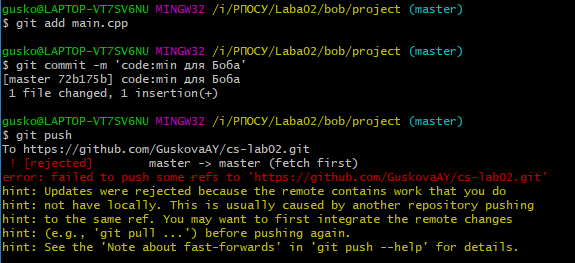 gusko@LAPTOP-VT7SV6NU MINGW32 /i/РПОСУ/Laba02/bob/project (master)
$ git add main.cpp
gusko@LAPTOP-VT7SV6NU MINGW32 /i/РПОСУ/Laba02/bob/project (master)
$ git commit -m 'code:min для Боба'
[master 72b175b] code:min для Боба
1 file changed, 1 insertion(+)
gusko@LAPTOP-VT7SV6NU MINGW32 /i/РПОСУ/Laba02/bob/project (master)
$ git push
To https://github.com/GuskovaAY/cs-lab02.git
! [rejected] master -> master (fetch first)
error: failed to push some refs to 'https://github.com/GuskovaAY/cs-lab02.git'
hint: Updates were rejected because the remote contains work that you do
hint: not have locally. This is usually caused by another repository pushing
hint: to the same ref. You may want to first integrate the remote changes
hint: (e.g., 'git pull ...') before pushing again.
hint: See the 'Note about fast-forwards' in 'git push --help' for details.